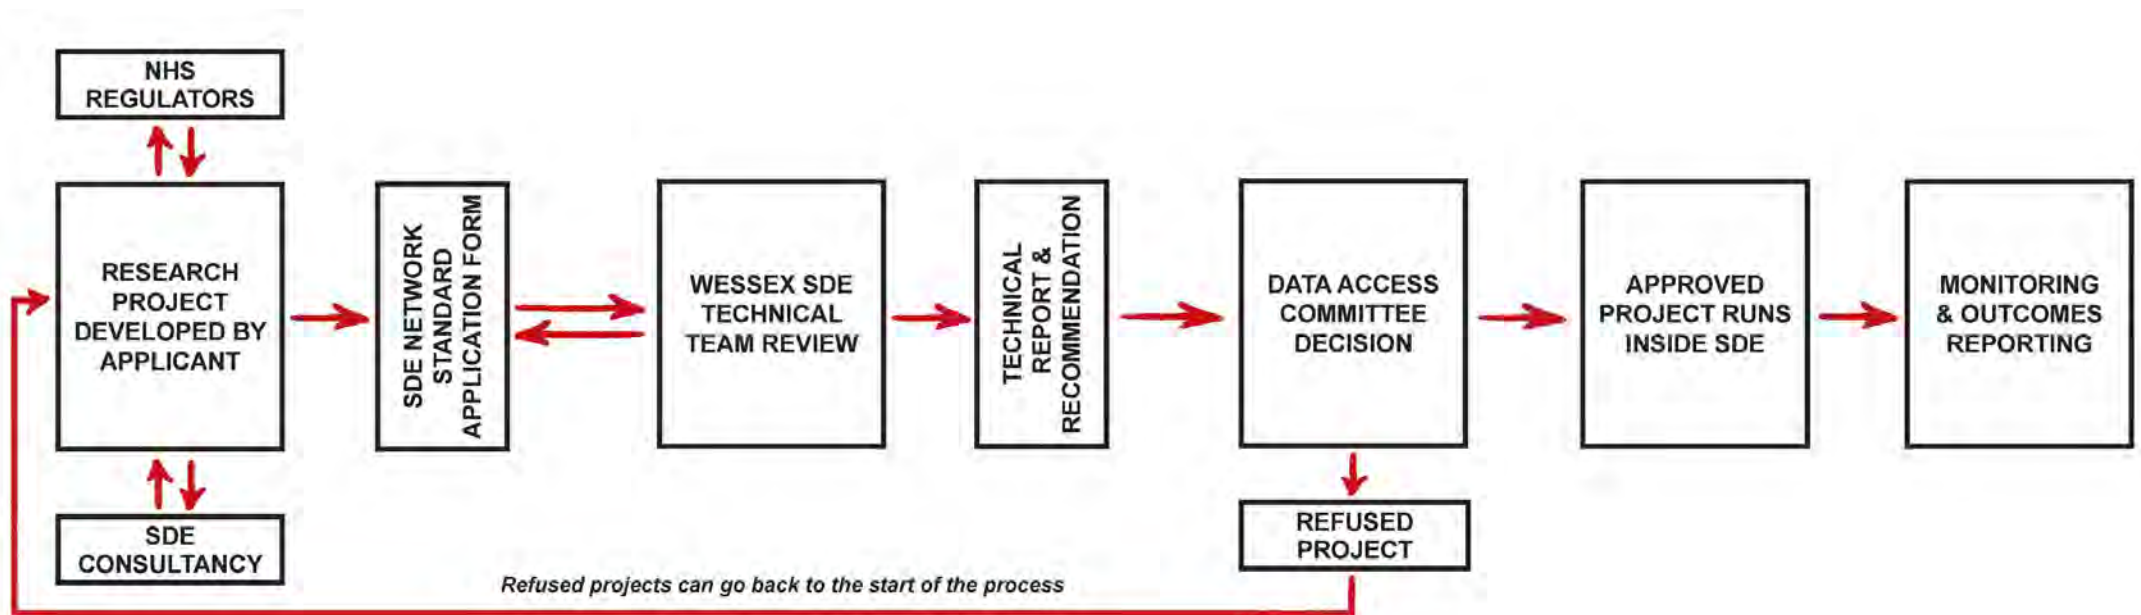 NHS
REGULATORS
RESEARCH
PROJECT
DEVELOPED BY
APPLICANT
SDE
CONSULTANCY
SDE NETWORK
STANDARD
APPLICATION FORM
WESSEX SDE
TECHNICAL
TEAM REVIEW
TECHNICAL
REPORT &
RECOMMENDATION
DATA ACCESS
COMMITTEE
DECISION
REFUSED
PROJECT
APPROVED
PROJECT RUNS
INSIDE SDE
MONITORING
& OUTCOMES
REPORTING
Refused projects can go back to the start of the process